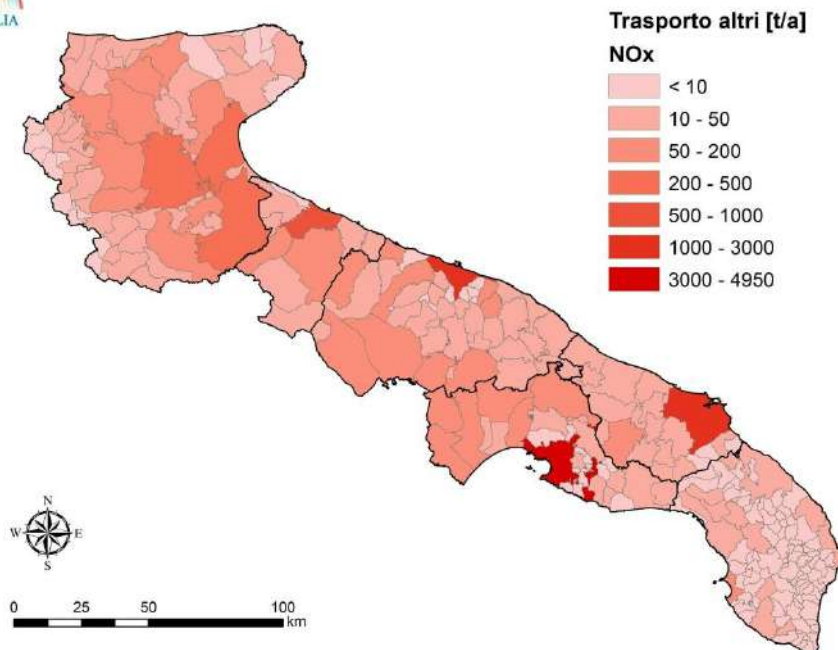 LIA
Trasporto altri [t/a]
NOx
< 10
10 - 50
50 - 200
200 - 500
500 - 1000
1000 - 3000
3000 - 4950
N
W E
S
0 25 50 100
km